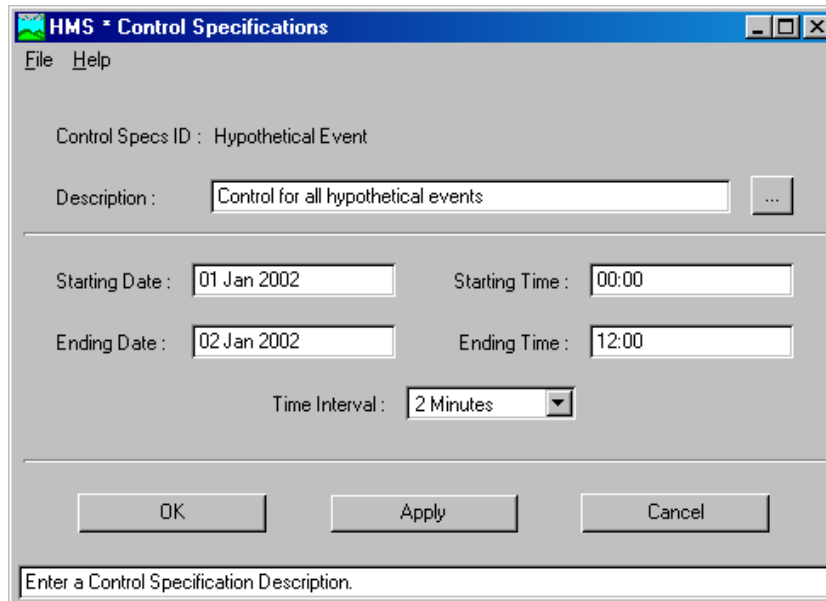 HMS * Control Specifications
File Help
Control Specs ID : Hypothetical Event
Description : Control for all hypothetical events ...
Starting Date : 01 Jan 2002 Starting Time : 00:00
Ending Date : 02 Jan 2002 Ending Time : 12:00
Time Interval : 2 Minutes
OK Apply Cancel
Enter a Control Specification Description.